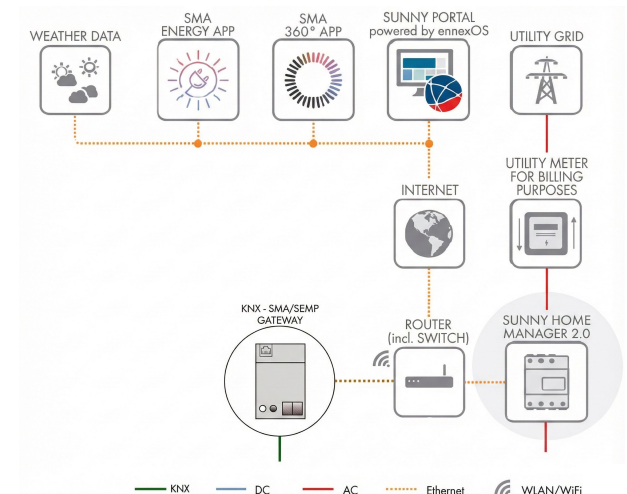 WEATHER DATA
SMA
ENERGY APP
SMA
360° APP
SUNNY PORTAL
powered by ennexOS
UTILITY GRID
INTERNET
UTILITY METER
FOR BILLING
PURPOSES
KNX - SMA/SEMP
GATEWAY
ROUTER
(incl. SWITCH)
SUNNY HOME
MANAGER 2.0
KNX
DC
AC
Ethernet
WLAN/WiFi